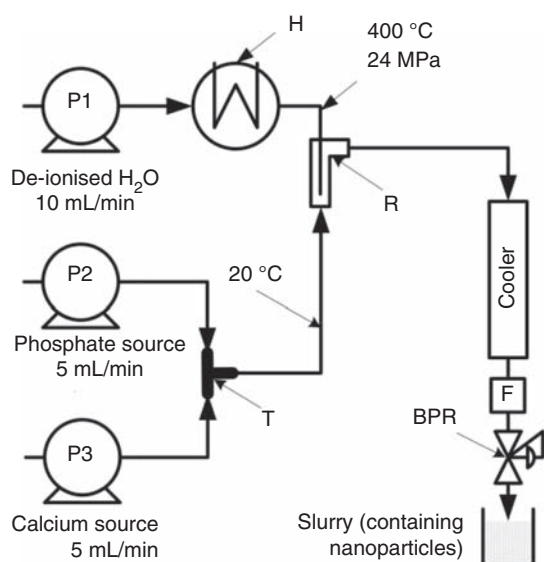 H
400 °C
24 MPa
P1
De-ionised H₂O
10 mL/min
R
P2
20 °C
Cooler
Phosphate source
5 mL/min
T
F
BPR
P3
Calcium source
5 mL/min
Slurry (containing
nanoparticles)